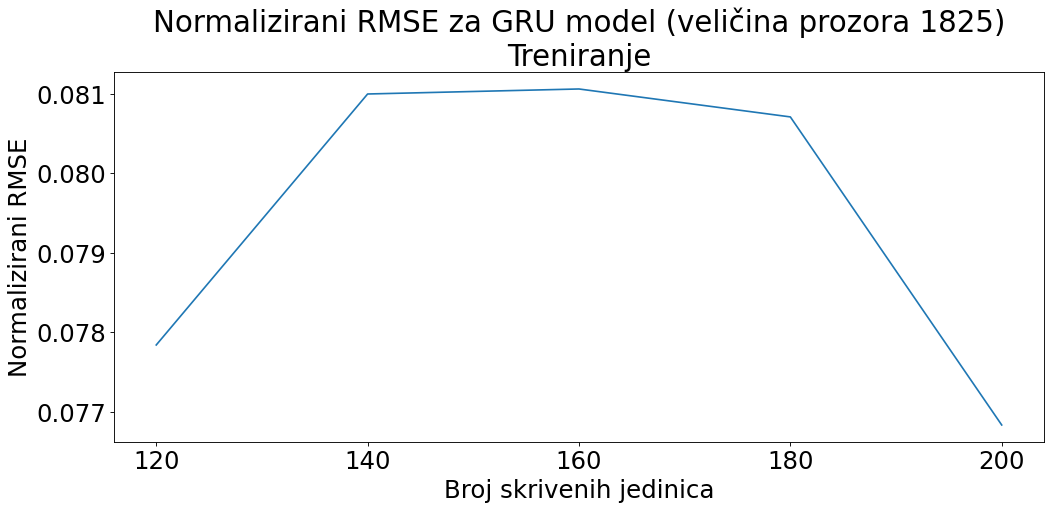 Normalizirani RMSE za GRU model (veličina prozora 1825)
Treniranje
Normalizirani RMSE
0.081
0.080
0.079
0.078
0.077
120 140 160 180 200
Broj skrivenih jedinica